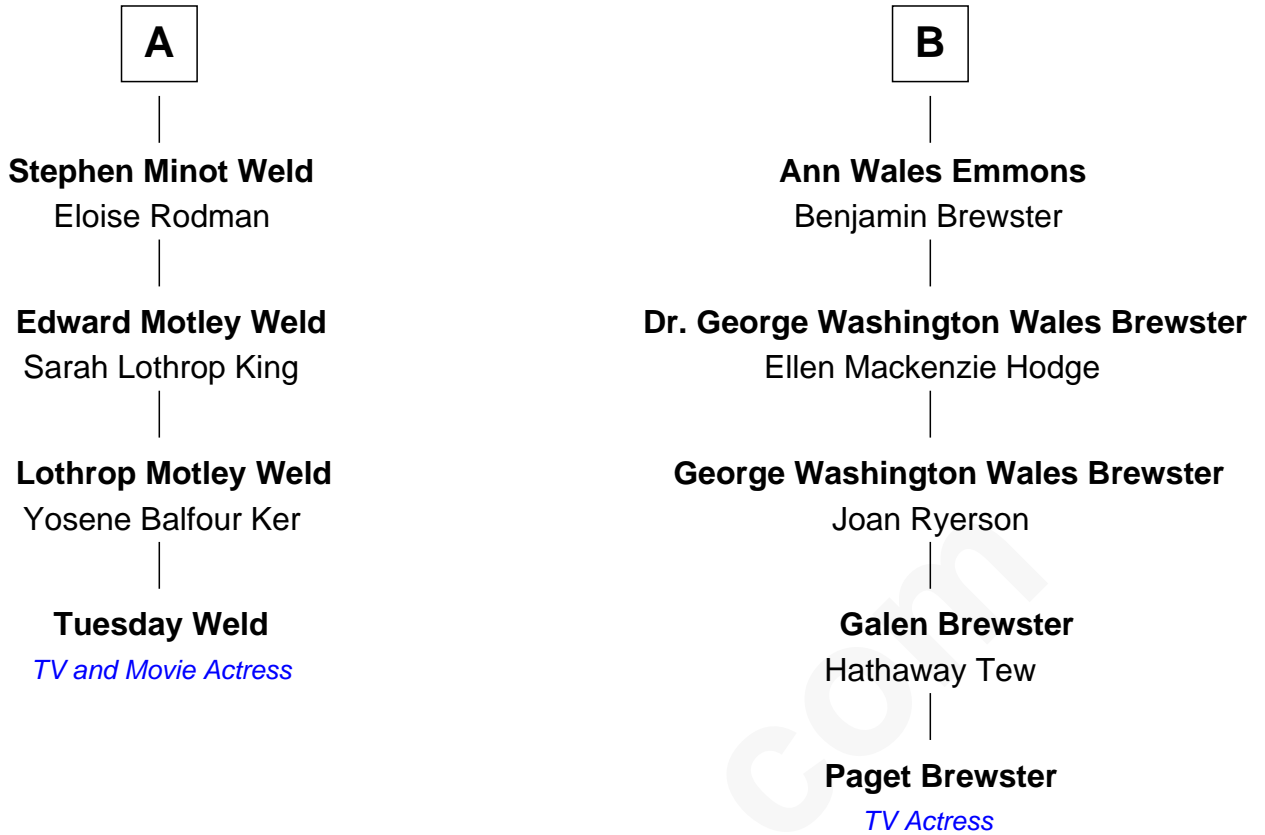 A
Stephen Minot Weld
Eloise Rodman
Edward Motley Weld
Sarah Lothrop King
Lothrop Motley Weld
Yosene Balfour Ker
Tuesday Weld
TV and Movie Actress
B
Ann Wales Emmons
Benjamin Brewster
Dr. George Washington Wales Brewster
Ellen Mackenzie Hodge
George Washington Wales Brewster
Joan Ryerson
Galen Brewster
Hathaway Tew
Paget Brewster
TV Actress
com